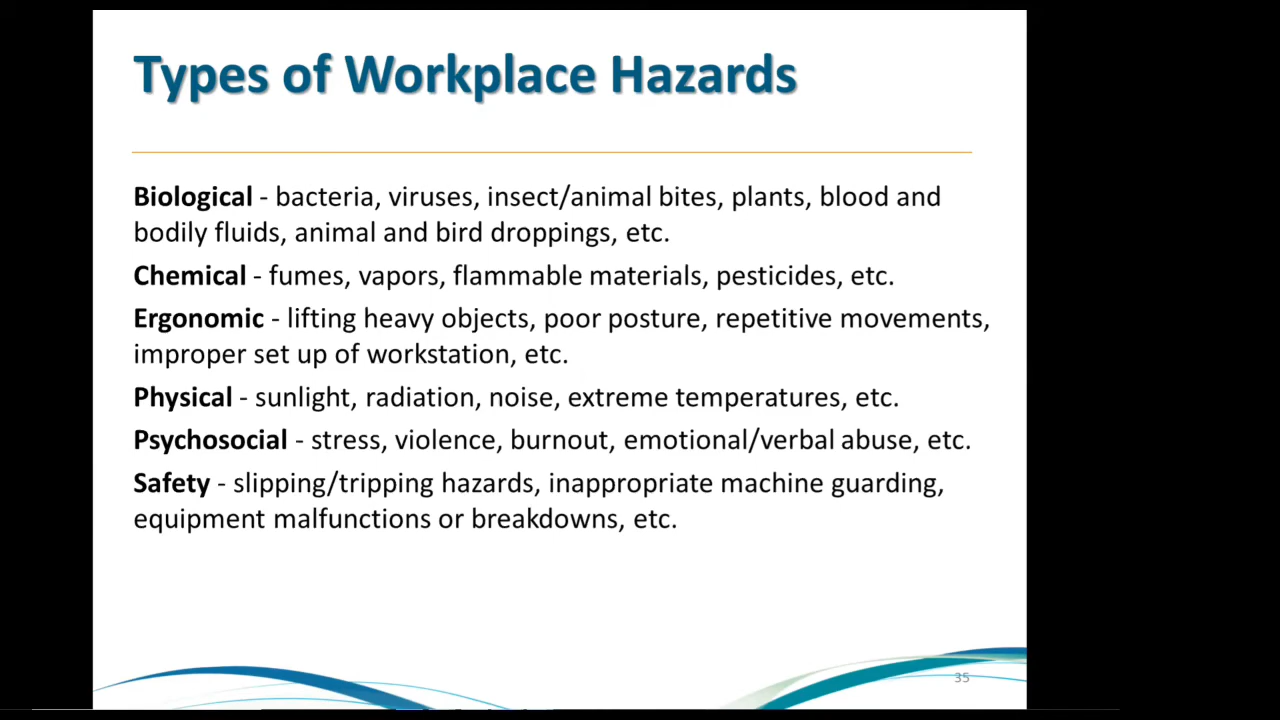 Types of Workplace Hazards
Biological - bacteria, viruses, insect/animal bites, plants, blood and
bodily fluids, animal and bird droppings, etc.
Chemical - fumes, vapors, flammable materials, pesticides, etc.
Ergonomic - lifting heavy objects, poor posture, repetitive movements,
improper set up of workstation, etc.
Physical - sunlight, radiation, noise, extreme temperatures, etc.
Psychosocial - stress, violence, burnout, emotional/verbal abuse, etc.
Safety - slipping/tripping hazards, inappropriate machine guarding,
equipment malfunctions or breakdowns, etc.
35